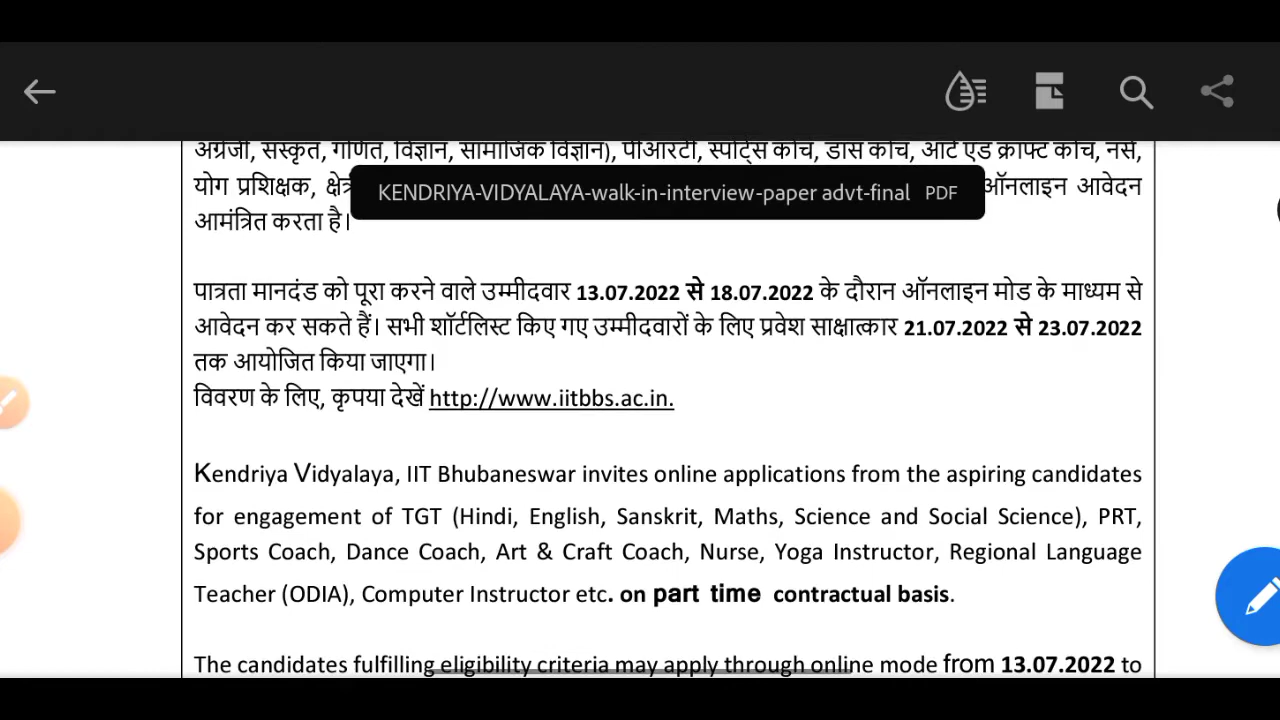 अंग्रेजी, संस्कृत, गणित, विज्ञान, सामाजिक विज्ञान), पीआरटी, स्पोर्ट्स कोच, डांस कोच, आर्ट एंड क्राफ्ट कोच, नर्स,
योग प्रशिक्षक, ऑनलाइन आवेदन
KENDRIYA-VIDYALAYA-walk-in-interview-paper advt-final PDF
आमंत्रित करता है।
पात्रता मानदंड को पूरा करने वाले उम्मीदवार 13.07.2022 से 18.07.2022 के दौरान ऑनलाइन मोड के माध्यम से
आवेदन कर सकते हैं। सभी शॉर्टलिस्ट किए गए उम्मीदवारों के लिए प्रवेश साक्षात्कार 21.07.2022 से 23.07.2022
तक आयोजित किया जाएगा।
विवरण के लिए, कृपया देखें http://www.iitbbs.ac.in.
Kendriya Vidyalaya, IIT Bhubaneswar invites online applications from the aspiring candidates
for engagement of TGT (Hindi, English, Sanskrit, Maths, Science and Social Science), PRT,
Sports Coach, Dance Coach, Art & Craft Coach, Nurse, Yoga Instructor, Regional Language
Teacher (ODIA), Computer Instructor etc. on part time contractual basis.
The candidates fulfilling eligibility criteria may apply through online mode from 13.07.2022 to